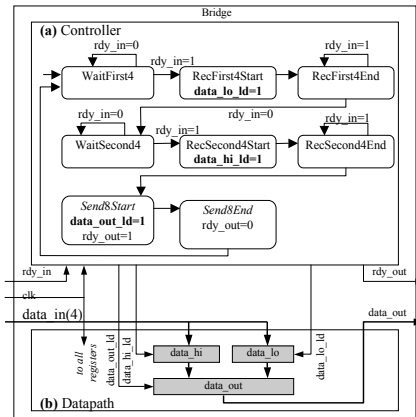 Bridge
(a) Controller
rdy_in=0
rdy_in=1
WaitFirst4
rdy_in=1
RecFirst4Start
data_lo_ld=1
RecFirst4End
rdy_in=0
rdy_in=1
rdy_in=0
rdy_in=1
WaitSecond4
RecSecond4Start
data_hi_ld=1
RecSecond4End
Send8Start
data_out_ld=1
rdy_out=1
Send8End
rdy_out=0
rdy_in
rdy_out
clk
data_in(4)
data_out
to all
registers
data_out_ld
data_hi_ld
data_lo_ld
data_hi
data_lo
data_out
(b) Datapath